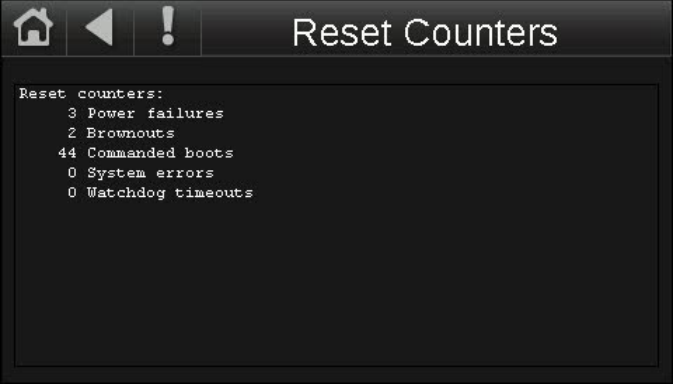 Reset Counters
Reset counters:
3 Power failures
2 Brownouts
44 Commanded boots
0 System errors
0 Watchdog timeouts